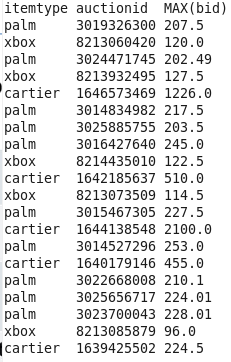 itemtype auctionid  MAX(bid)
palm     3019326300 207.5
xbox     8213060420 120.0
palm     3024471745 202.49
xbox     8213932495 127.5
cartier  1646573469 1226.0
palm     3014834982 217.5
palm     3025885755 203.5
palm     3016427640 245.0
xbox     8214435010 122.5
cartier  1642185637 510.0
xbox     8213073509 114.5
palm     3015467305 227.5
cartier  1644138548 2100.0
palm     3014527296 253.0
cartier  1640179146 455.0
palm     3022668008 210.1
palm     3025656717 224.01
palm     3023700043 228.01
xbox     8213085879 96.0
cartier  1639425502 224.5